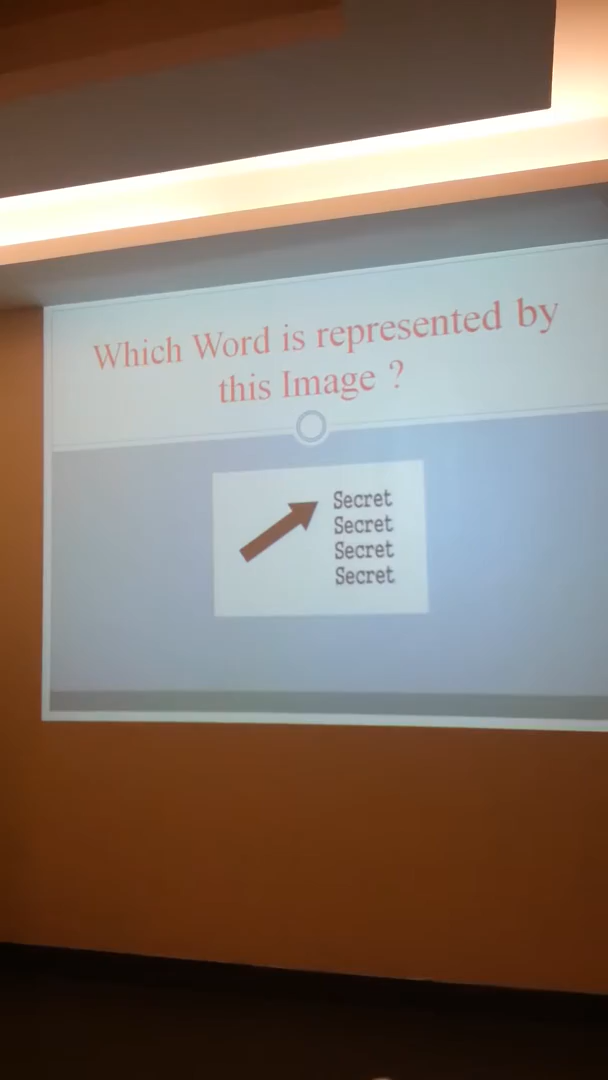 Which Word is represented by
this Image ?
Secret
Secret
Secret
Secret